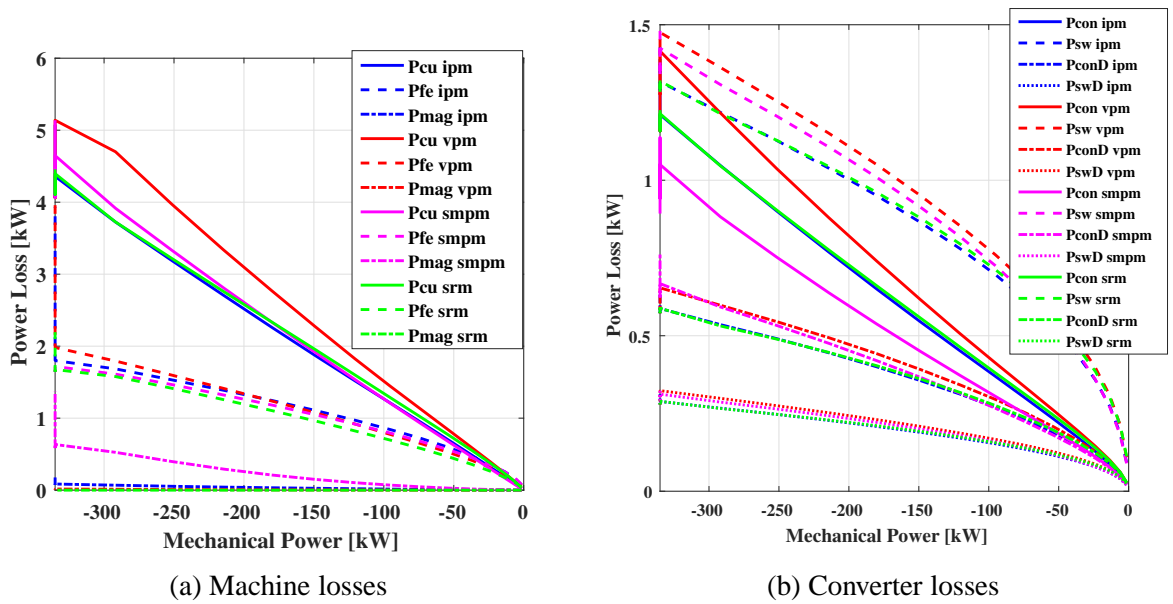 6
5
4
3
2
1
0
-300
-250
-200
-150
-100
-50
0
Power Loss [kW]
Mechanical Power [kW]
Pcu ipm
Pfe ipm
Pmag ipm
Pcu vpm
Pfe vpm
Pmag vpm
Pcu smpm
Pfe smpm
Pmag smpm
Pcu srm
Pfe srm
Pmag srm
(a) Machine losses
1.5
1
0.5
0
-300
-250
-200
-150
-100
-50
0
Power Loss [kW]
Mechanical Power [kW]
Pcon ipm
Psw ipm
PconD ipm
PswD ipm
Pcon vpm
Psw vpm
PconD vpm
PswD vpm
Pcon smpm
Psw smpm
PconD smpm
PswD smpm
Pcon srm
Psw srm
PconD srm
PswD srm
(b) Converter losses